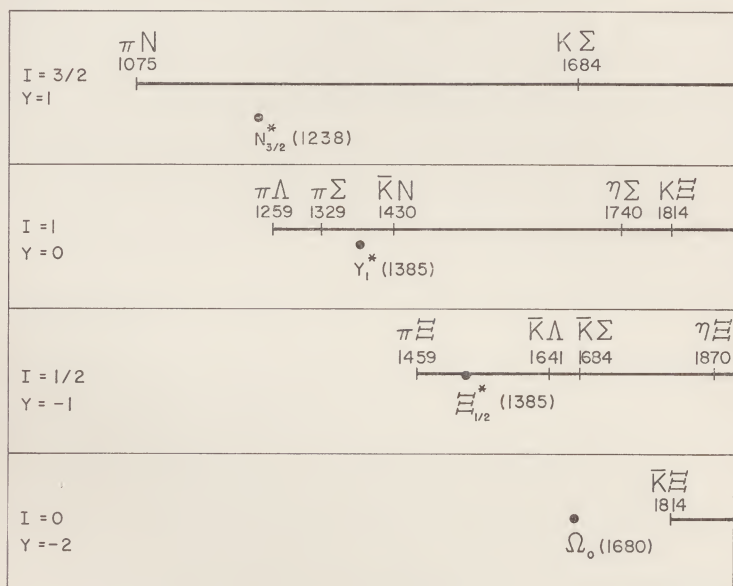 πN KΣ
1075 1684
I = 3/2
Y = 1
N*3/2 (1238)
πΛ πΣ K̄N ηΣ KΞ
1259 1329 1430 1740 1814
I = 1
Y = 0
Y1* (1385)
πΞ K̄Λ K̄Σ ηΞ
1459 1641 1684 1870
I = 1/2
Y = -1
Ξ*1/2 (1385)
K̄Ξ
1814
I = 0
Y = -2
Ωo (1680)